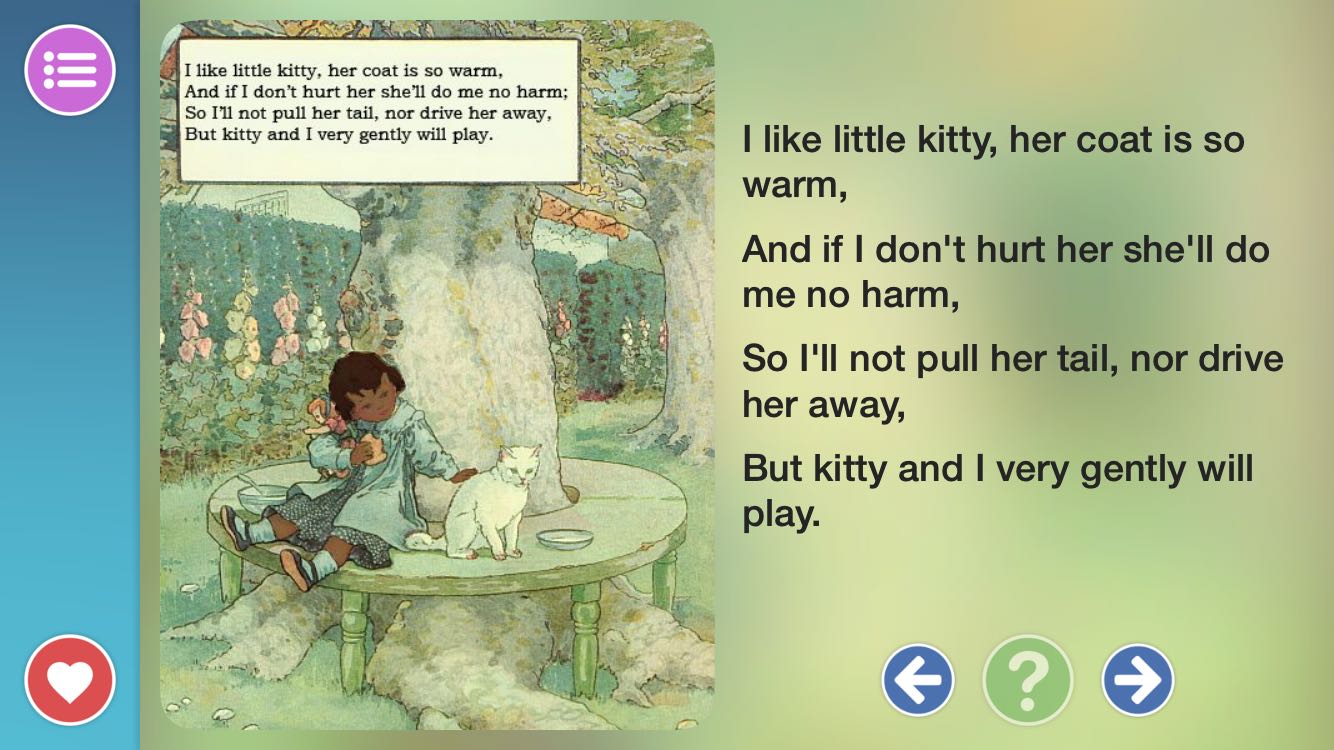 I like little kitty, her coat is so warm,
And if I don't hurt her she'll do me no harm;
So I'll not pull her tail, nor drive her away,
But kitty and I very gently will play.
I like little kitty, her coat is so
warm,
And if I don't hurt her she'll do
me no harm,
So I'll not pull her tail, nor drive
her away,
But kitty and I very gently will
play.
?